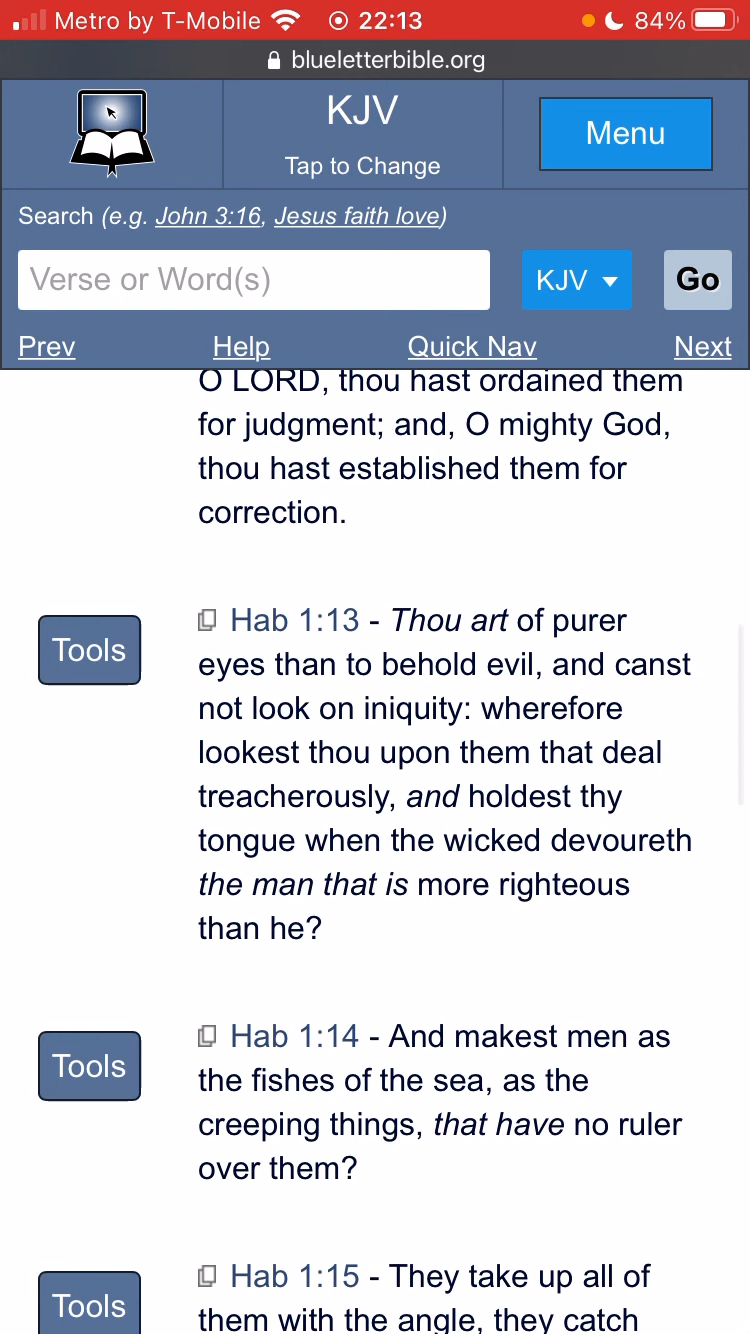 Metro by T-Mobile 22:13 84%
blueletterbible.org
KJV
Tap to Change
Menu
Search (e.g. John 3:16, Jesus faith love)
Verse or Word(s) KJV Go
Prev Help Quick Nav Next
O LORD, thou hast ordained them
for judgment; and, O mighty God,
thou hast established them for
correction.
Tools
Hab 1:13 - Thou art of purer
eyes than to behold evil, and canst
not look on iniquity: wherefore
lookest thou upon them that deal
treacherously, and holdest thy
tongue when the wicked devoureth
the man that is more righteous
than he?
Tools
Hab 1:14 - And makest men as
the fishes of the sea, as the
creeping things, that have no ruler
over them?
Tools
Hab 1:15 - They take up all of
them with the angle, they catch